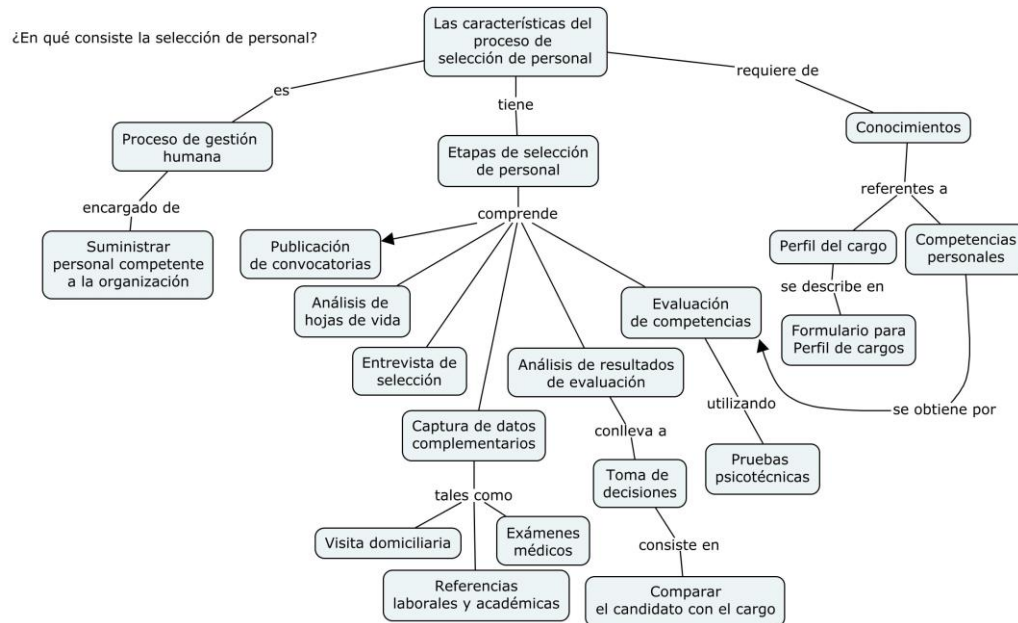 ¿En qué consiste la selección de personal?
Las características del
proceso de
selección de personal
es
tiene
requiere de
Proceso de gestión
humana
Etapas de selección
de personal
Conocimientos
encargado de
comprende
referentes a
Suministrar
personal competente
a la organización
Publicación
de convocatorias
Perfil del cargo
Competencias
personales
Análisis de
hojas de vida
Evaluación
de competencias
se describe en
Formulario para
Perfil de cargos
Entrevista de
selección
Análisis de resultados
de evaluación
utilizando
se obtiene por
Captura de datos
complementarios
conlleva a
Pruebas
psicotécnicas
Toma de
decisiones
tales como
Visita domiciliaria
Exámenes
médicos
consiste en
Referencias
laborales y académicas
Comparar
el candidato con el cargo